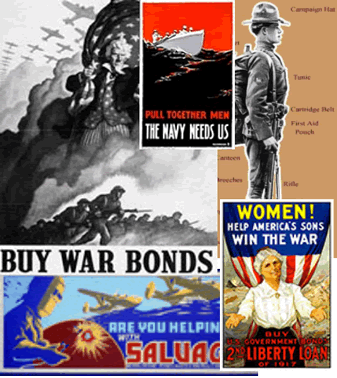 Campaign Hat
Tunic
Cartridge Belt
First Aid
Pouch
Canteen
Breeches
Rifle
PULL TOGETHER MEN
THE NAVY NEEDS US
BUY WAR BONDS
WOMEN!
HELP AMERICA'S SONS
WIN THE WAR
BUY
U.S. GOVERNMENT BONDS
2ND LIBERTY LOAN
OF 1917
ARE YOU HELPIN
WITH
SALVAG